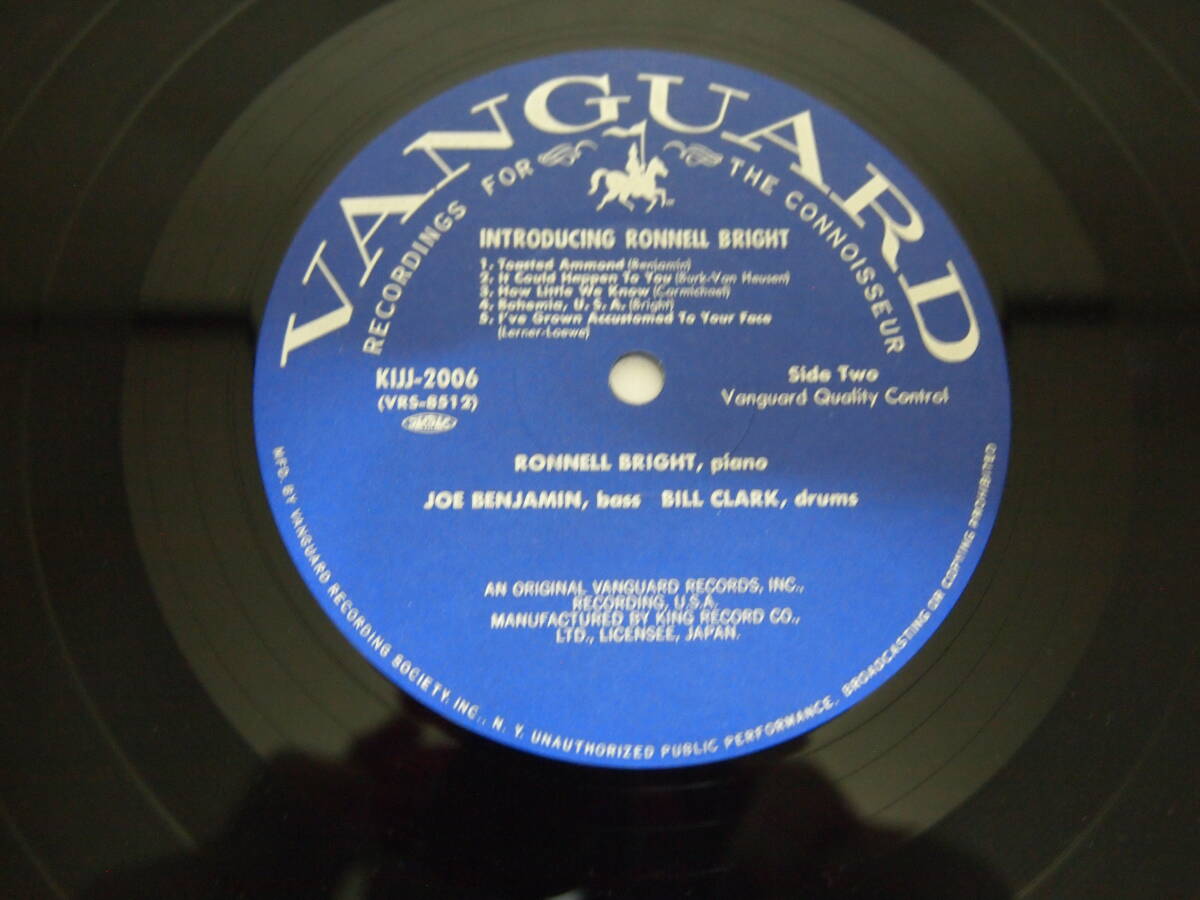 VANGUARD
RECORDINGS FOR THE CONNOISSEUR
INTRODUCING RONNELL BRIGHT
1. Toasted Ammond (Benjamin)
2. It Could Happen To You (Burk-Van Heusen)
3. How Little We Know (Carmichael)
4. Bohemia, U. S. A. (Bright)
5. I've Grown Accustomed To Your Face
(Lerner-Loewe)
KIJJ-2006
(VRS-8512)
Side Two
Vanguard Quality Control
RONNELL BRIGHT, piano
JOE BENJAMIN, bass BILL CLARK, drums
AN ORIGINAL VANGUARD RECORDS, INC.,
RECORDING, U.S.A.
MANUFACTURED BY KING RECORD CO.,
LTD., LICENSEE, JAPAN.
MFD. BY VANGUARD RECORDING SOCIETY, INC., N. Y. UNAUTHORIZED PUBLIC PERFORMANCE, BROADCASTING OR COPYING PROHIBITED